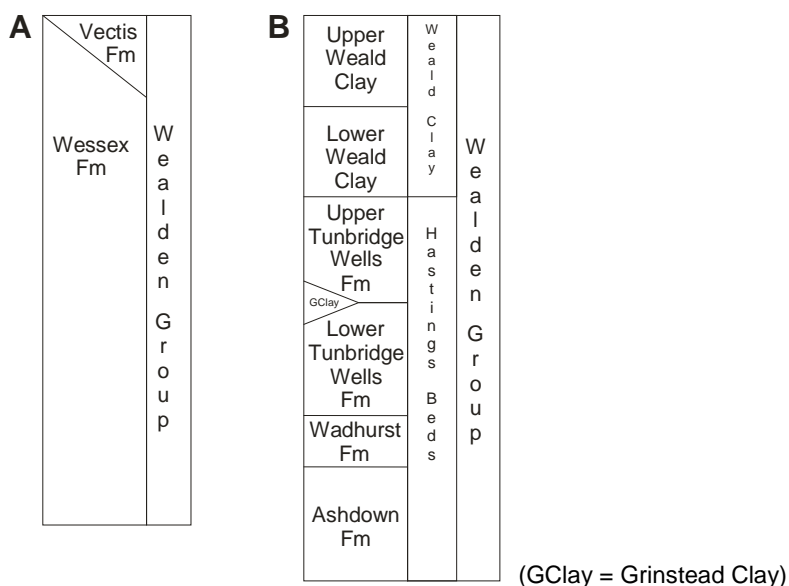 A
Vectis
Fm
Wessex
Fm
Wealden Group
B
Upper
Weald
Clay
Lower
Weald
Clay
Upper
Tunbridge
Wells
Fm
GClay
Lower
Tunbridge
Wells
Fm
Wadhurst
Fm
Ashdown
Fm
Weald Clay
Hastings Beds
Wealden Group
(GClay = Grinstead Clay)